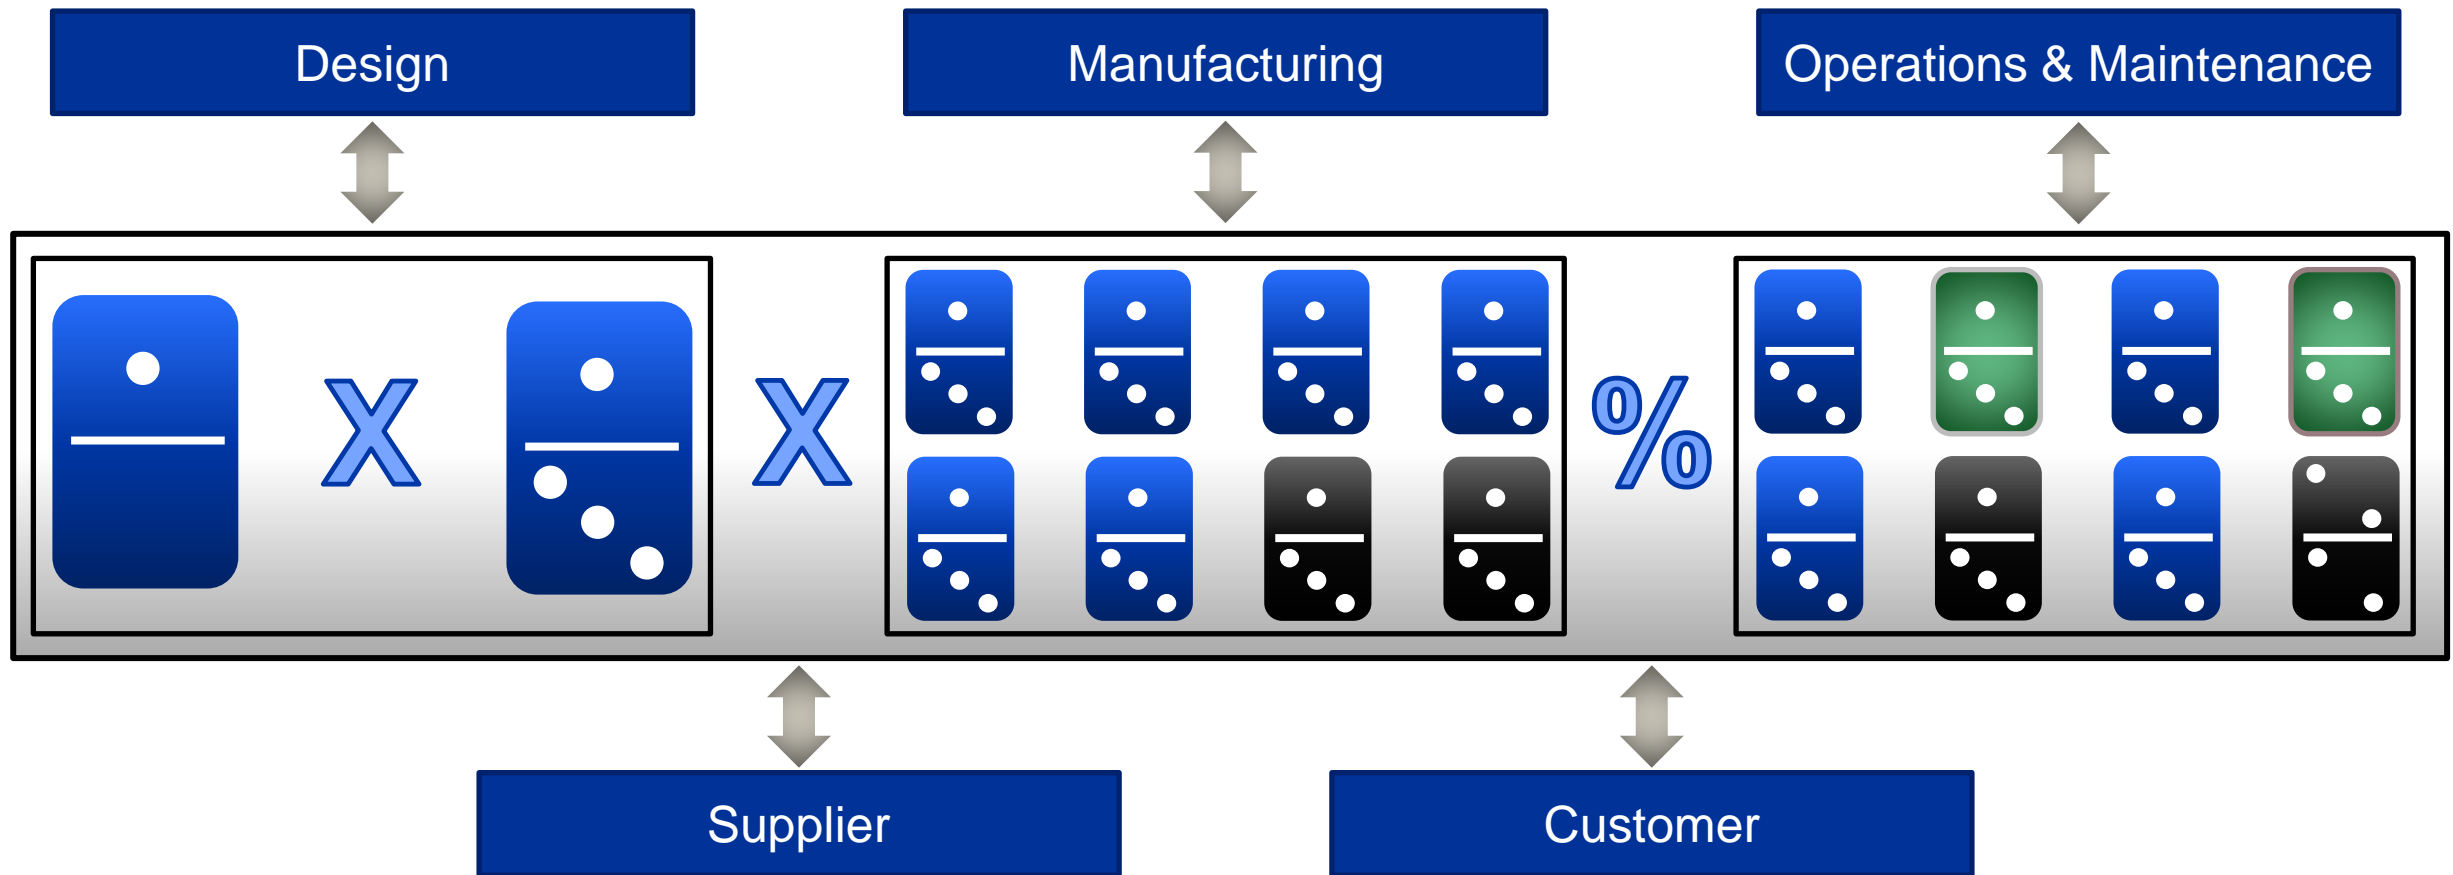 Design
Manufacturing
Operations & Maintenance
X
X
%
Supplier
Customer